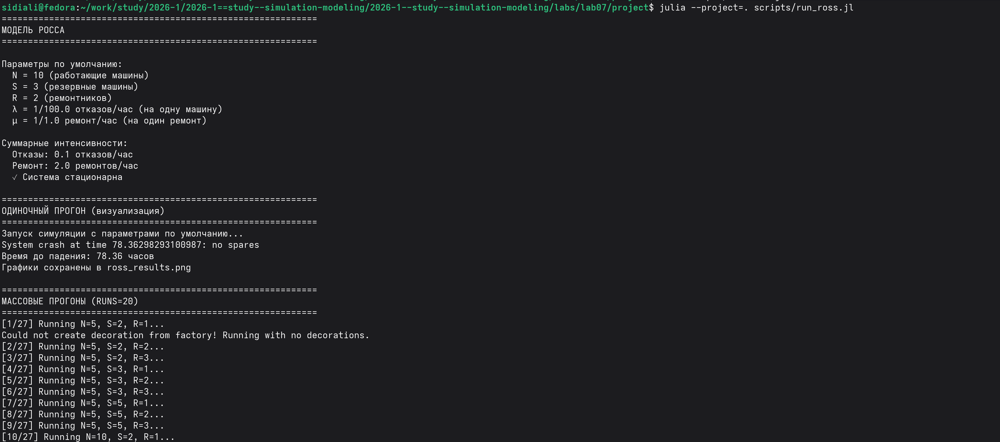 sidiali@fedora:~/work/study/2026-1/2026-1==study--simulation-modeling/2026-1--study--simulation-modeling/labs/lab07/project$ julia --project=. scripts/run_ross.jl
============================================================
МОДЕЛЬ РОССА
============================================================
Параметры по умолчанию:
  N = 10 (работающие машины)
  S = 3 (резервные машины)
  R = 2 (ремонтников)
  λ = 1/100.0 отказов/час (на одну машину)
  μ = 1/1.0 ремонт/час (на один ремонт)
Суммарные интенсивности:
  Отказы: 0.1 отказов/час
  Ремонт: 2.0 ремонтов/час
  ✓ Система стационарна
============================================================
ОДИНОЧНЫЙ ПРОГОН (визуализация)
============================================================
Запуск симуляции с параметрами по умолчанию...
System crash at time 78.36298293100987: no spares
Время до падения: 78.36 часов
Графики сохранены в ross_results.png
============================================================
МАССОВЫЕ ПРОГОНЫ (RUNS=20)
============================================================
[1/27] Running N=5, S=2, R=1...
Could not create decoration from factory! Running with no decorations.
[2/27] Running N=5, S=2, R=2...
[3/27] Running N=5, S=2, R=3...
[4/27] Running N=5, S=3, R=1...
[5/27] Running N=5, S=3, R=2...
[6/27] Running N=5, S=3, R=3...
[7/27] Running N=5, S=5, R=1...
[8/27] Running N=5, S=5, R=2...
[9/27] Running N=5, S=5, R=3...
[10/27] Running N=10, S=2, R=1...